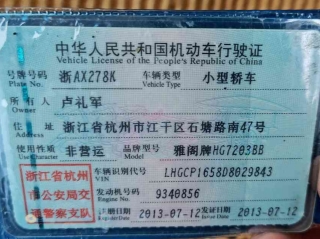 中华人民共和国机动车行驶证
Vehicle License of the People's Republic of China
号牌号码 浙AX278K 车辆类型 小型轿车
Plate No. Vehicle Type
所有人 卢礼军
Owner
住址 浙江省杭州市江干区石塘路南47号
Address
使用性质 非营运 品牌型号 雅阁牌HG7203BB
Use Character Model
浙江省杭州
市公安局交
通警察支队
车辆识别代号 LHGCP1658D8029843
VIN
发动机号码 9340856
Engine No.
注册日期 2013-07-12 发证日期 2013-07-12